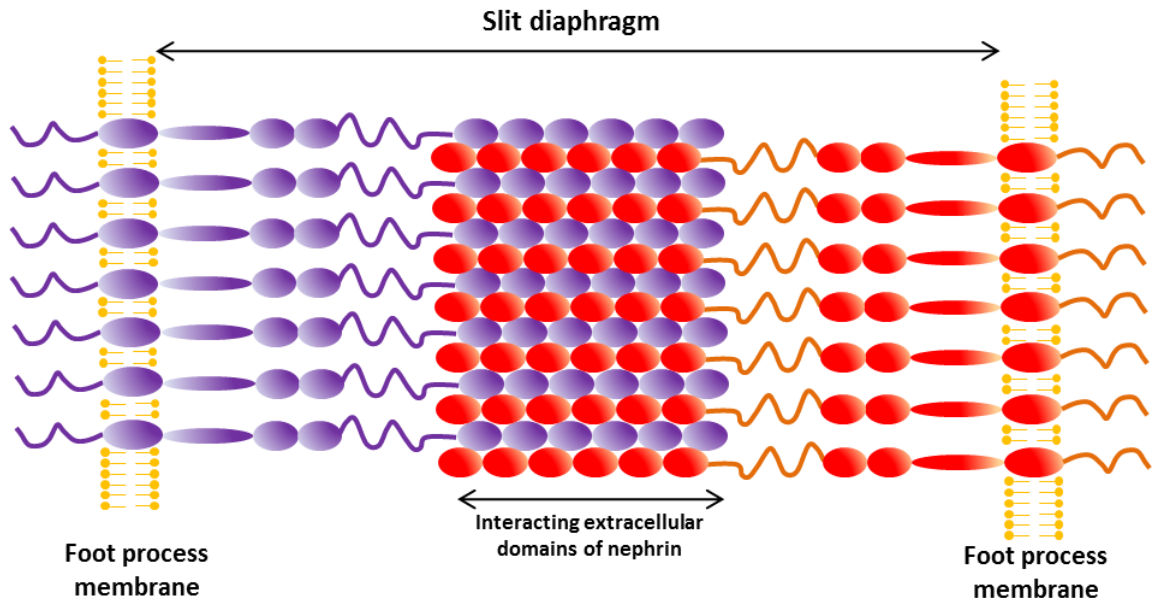 Slit diaphragm
Interacting extracellular
domains of nephrin
Foot process
membrane
Foot process
membrane